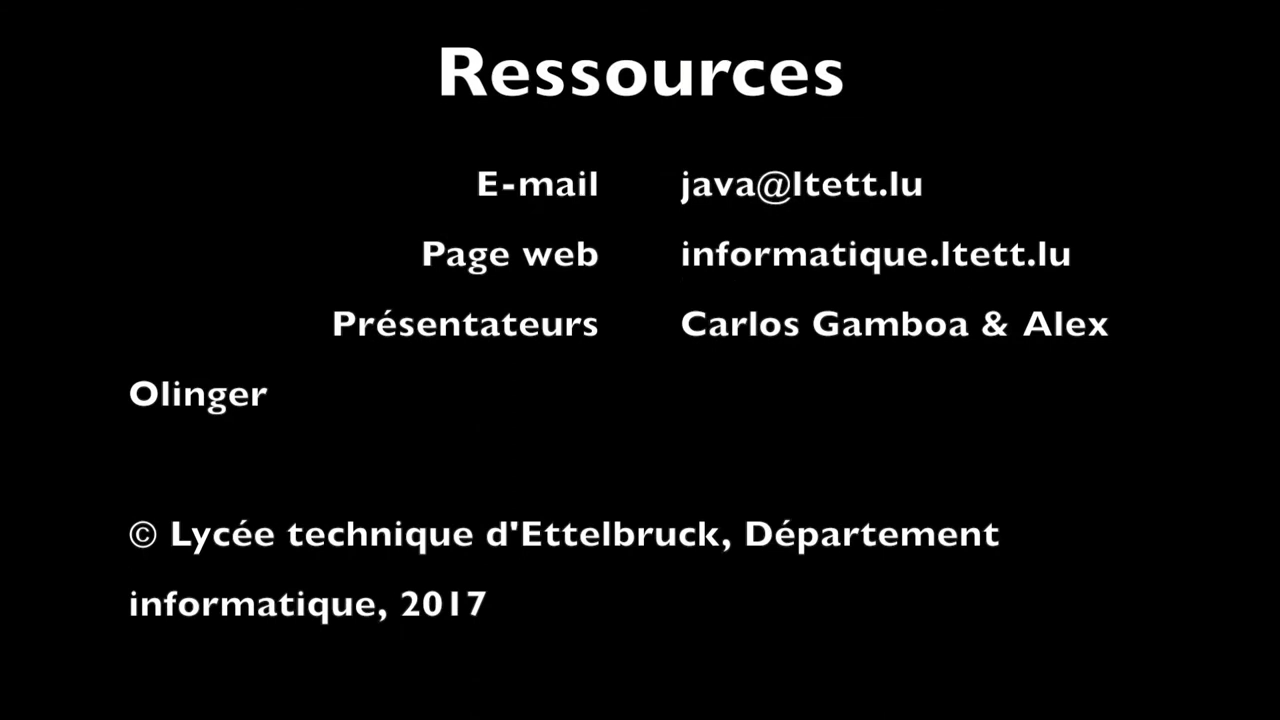 Ressources
E-mail java@ltett.lu
Page web informatique.ltett.lu
Présentateurs Carlos Gamboa & Alex
Olinger
© Lycée technique d'Ettelbruck, Département
informatique, 2017